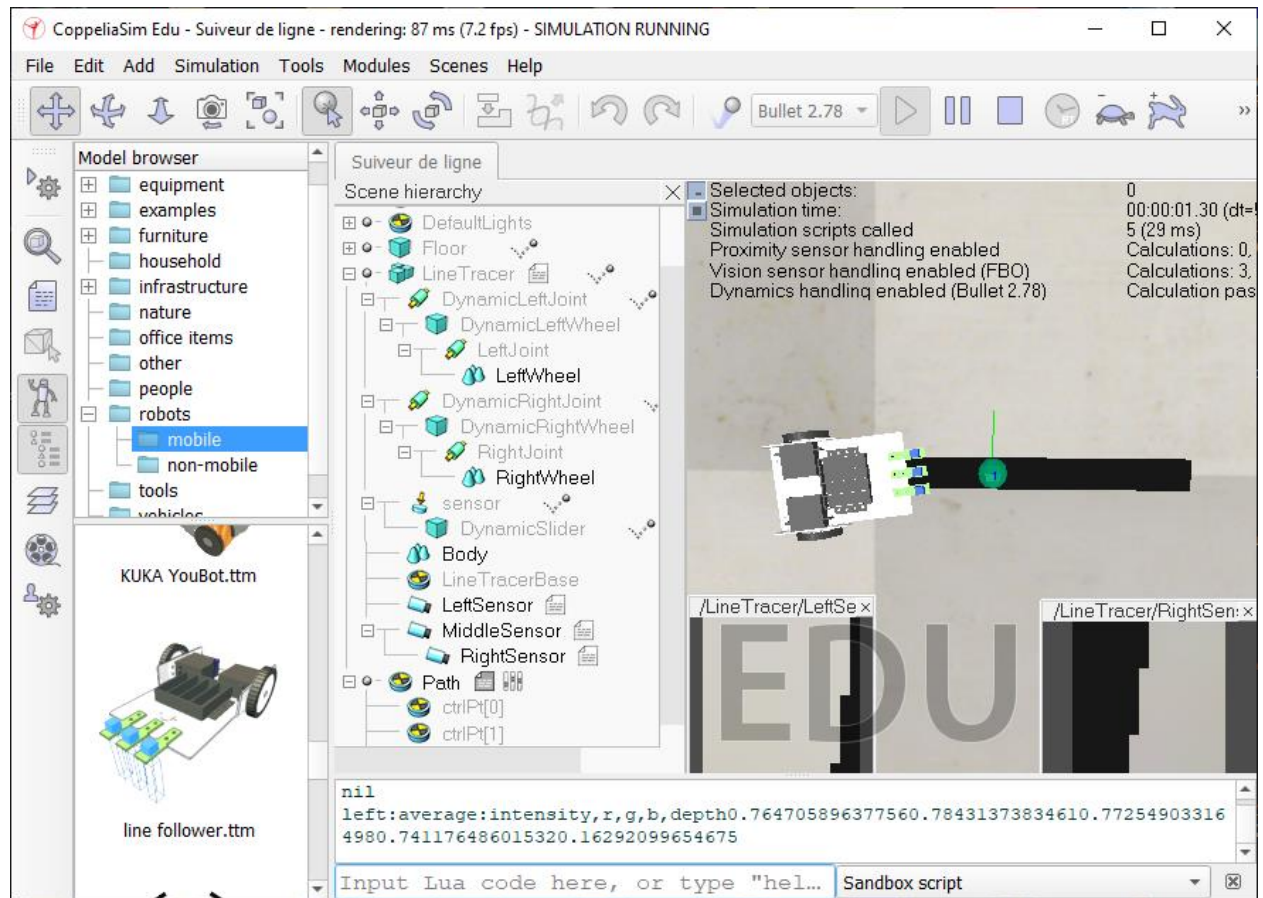 CoppeliaSim Edu - Suiveur de ligne - rendering: 87 ms (7.2 fps) - SIMULATION RUNNING
File Edit Add Simulation Tools Modules Scenes Help
Bullet 2.78
»
Model browser
equipment
examples
furniture
household
infrastructure
nature
office items
other
people
robots
mobile
non-mobile
tools
vehicles
KUKA YouBot.ttm
line follower.ttm
Suiveur de ligne
Scene hierarchy
DefaultLights
Floor
LineTracer
DynamicLeftJoint
DynamicLeftWheel
LeftJoint
LeftWheel
DynamicRightJoint
DynamicRightWheel
RightJoint
RightWheel
sensor
DynamicSlider
Body
LineTracerBase
LeftSensor
MiddleSensor
RightSensor
Path
ctrlPt[0]
ctrlPt[1]
Selected objects: 0
Simulation time: 00:00:01.30 (dt=
Simulation scripts called 5 (29 ms)
Proximity sensor handling enabled Calculations: 0,
Vision sensor handling enabled (FBO) Calculations: 3,
Dynamics handling enabled (Bullet 2.78) Calculation pas
/LineTracer/LeftSe
/LineTracer/RightSen
EDU
nil
left:average:intensity,r,g,b,depth0.764705896377560.78431373834610.77254903316
4980.741176486015320.16292099654675
Input Lua code here, or type "hel...
Sandbox script